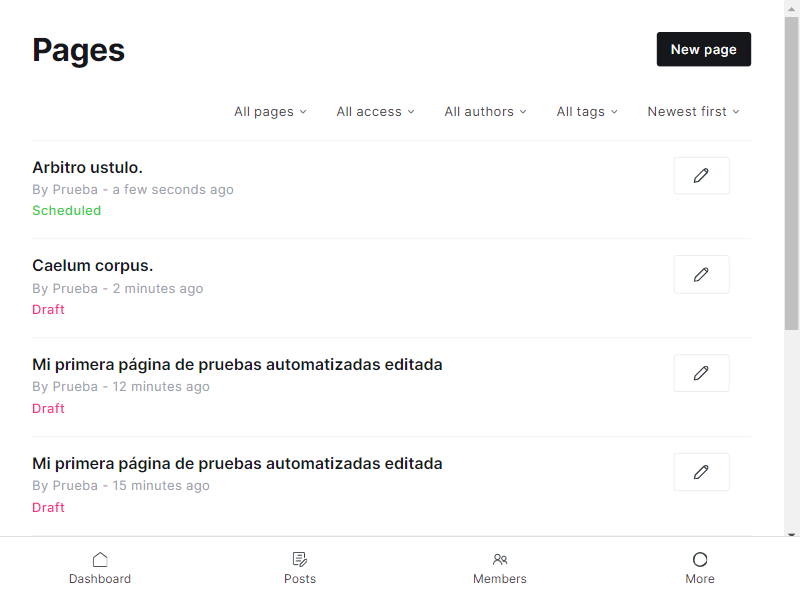 Pages
New page
All pages
All access
All authors
All tags
Newest first
Arbitro ustulo.
By Prueba - a few seconds ago
Scheduled
Caelum corpus.
By Prueba - 2 minutes ago
Draft
Mi primera página de pruebas automatizadas editada
By Prueba - 12 minutes ago
Draft
Mi primera página de pruebas automatizadas editada
By Prueba - 15 minutes ago
Draft
Dashboard
Posts
Members
More